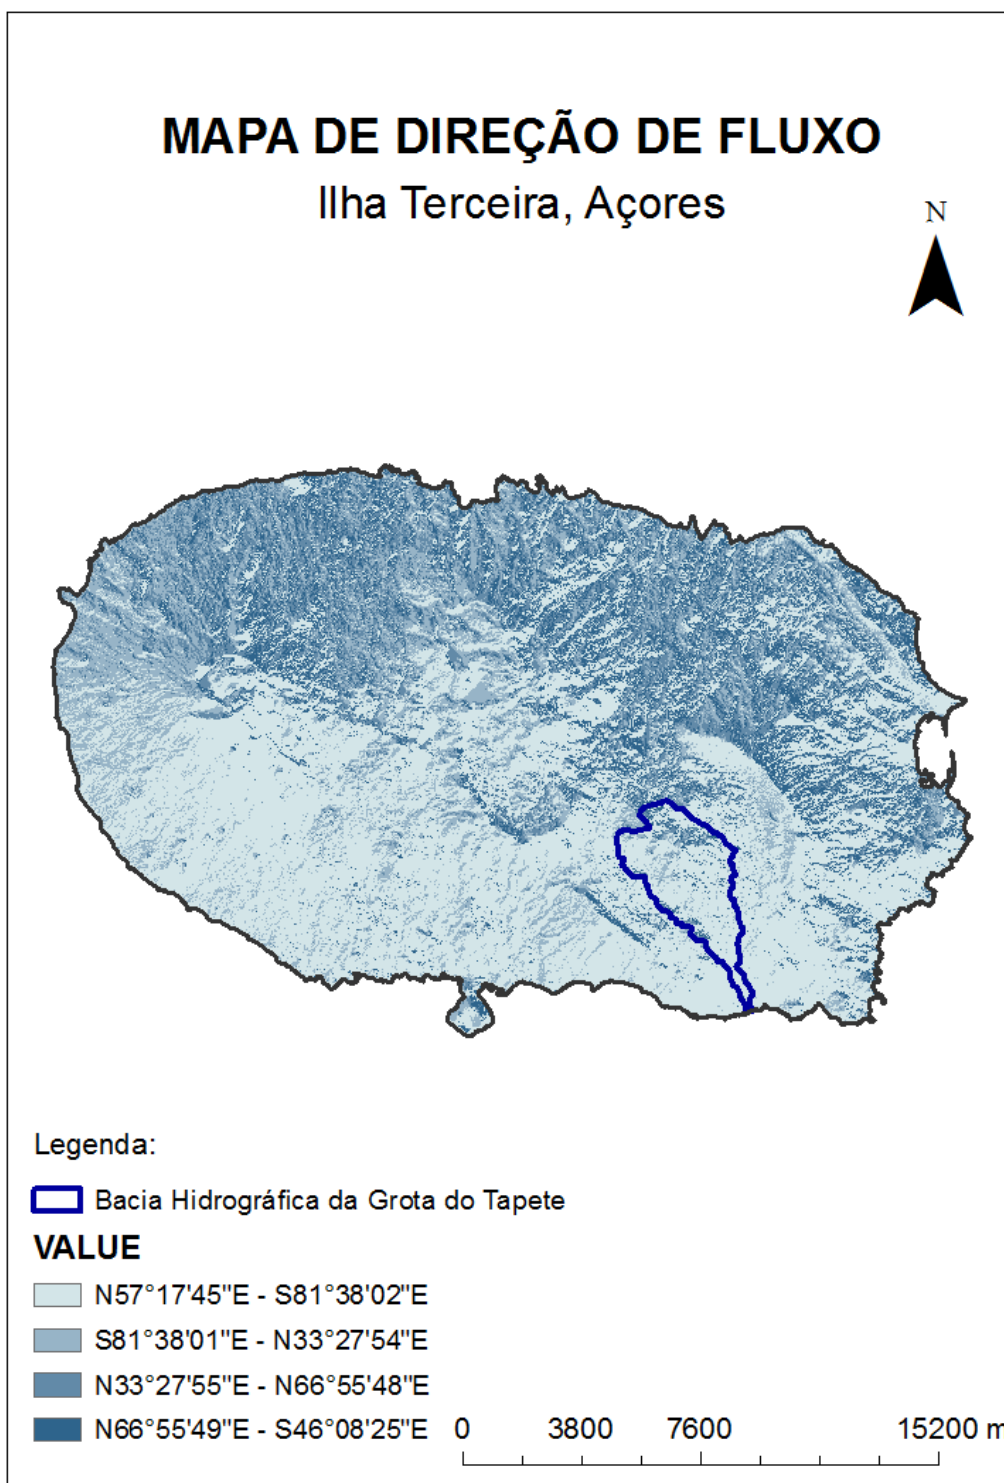 MAPA DE DIREÇÃO DE FLUXO
Ilha Terceira, Açores
N
Legenda:
Bacia Hidrográfica da Grota do Tapete
VALUE
N57°17'45"E - S81°38'02"E
S81°38'01"E - N33°27'54"E
N33°27'55"E - N66°55'48"E
N66°55'49"E - S46°08'25"E
0 3800 7600 15200 m